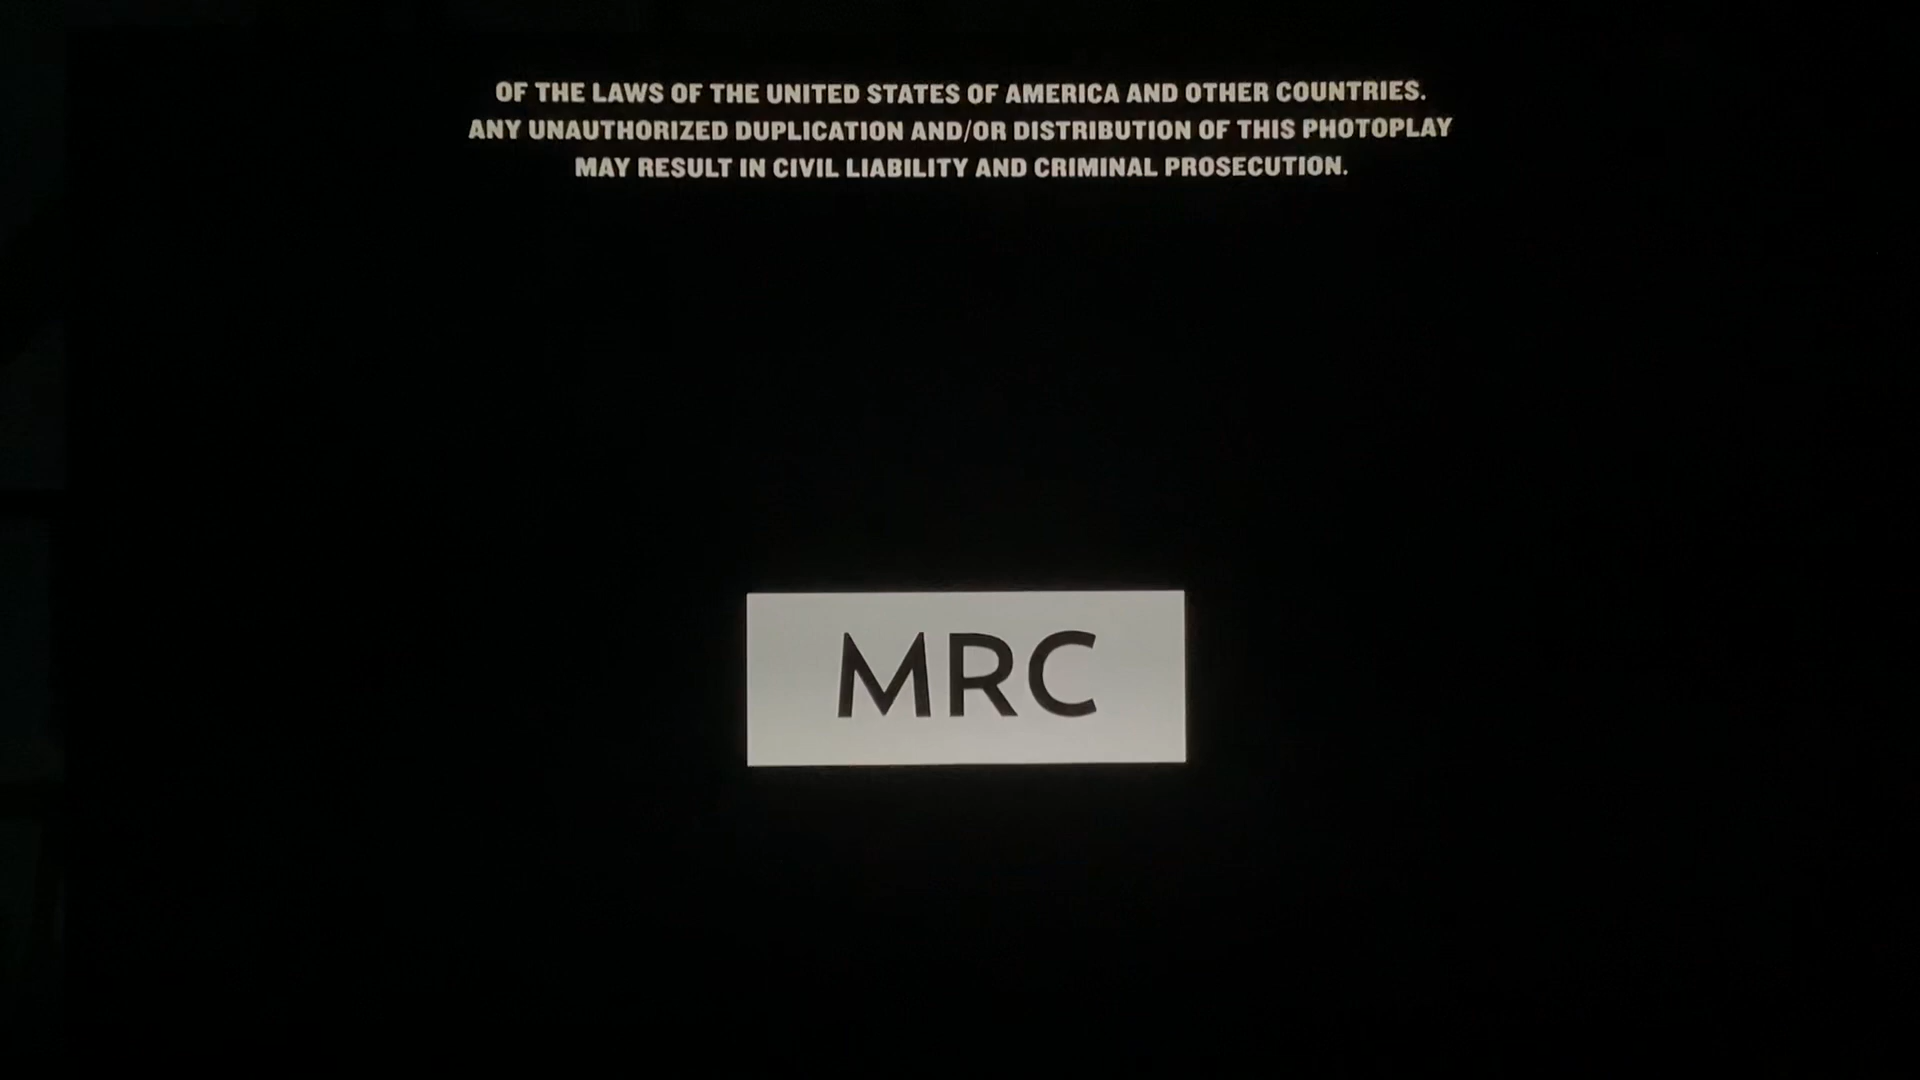 OF THE LAWS OF THE UNITED STATES OF AMERICA AND OTHER COUNTRIES.
ANY UNAUTHORIZED DUPLICATION AND/OR DISTRIBUTION OF THIS PHOTOPLAY
MAY RESULT IN CIVIL LIABILITY AND CRIMINAL PROSECUTION.
MRC